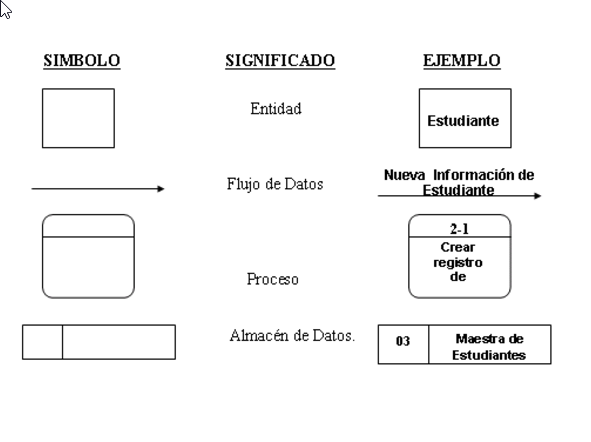 SIMBOLO SIGNIFICADO EJEMPLO
Entidad
Estudiante
Flujo de Datos
Nueva Información de
Estudiante
2-1
Crear
registro
de
Proceso
Almacén de Datos.
03
Maestra de
Estudiantes